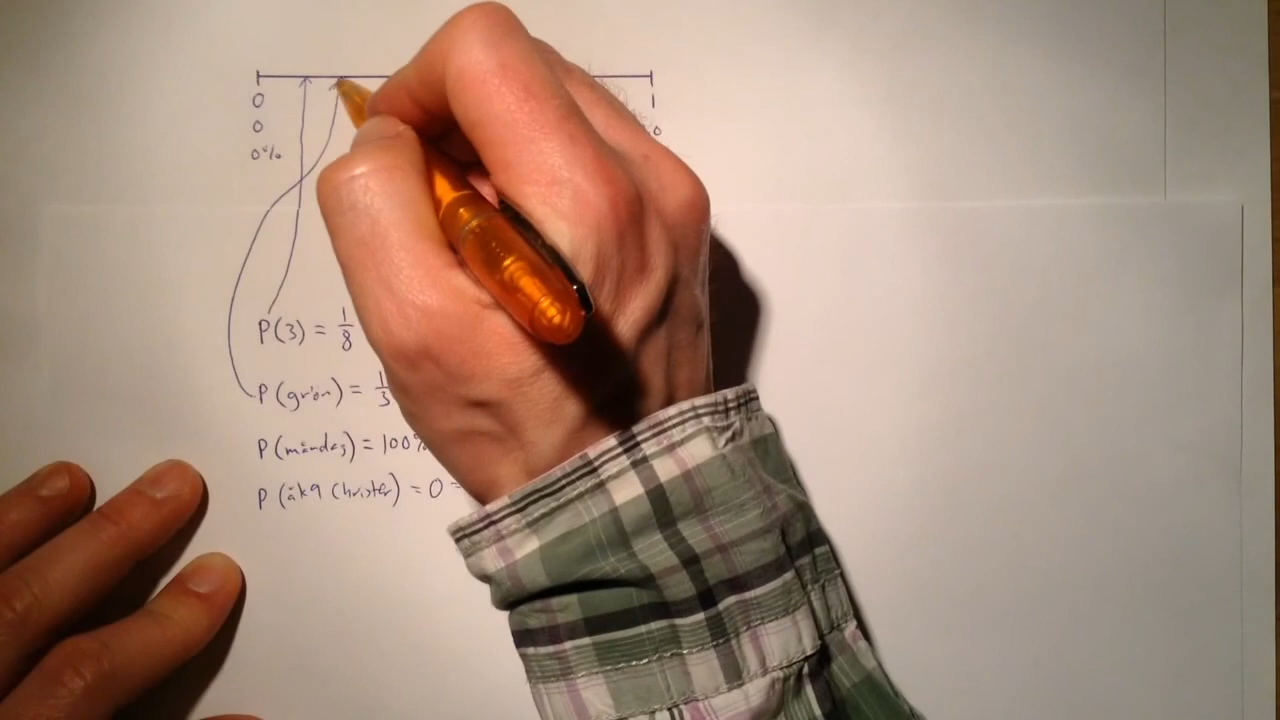 0 1
0
0%
P(3) = 1/8
P(grön) = 1/3
P(måndag) = 100%
P(åka Christer) = 0 =